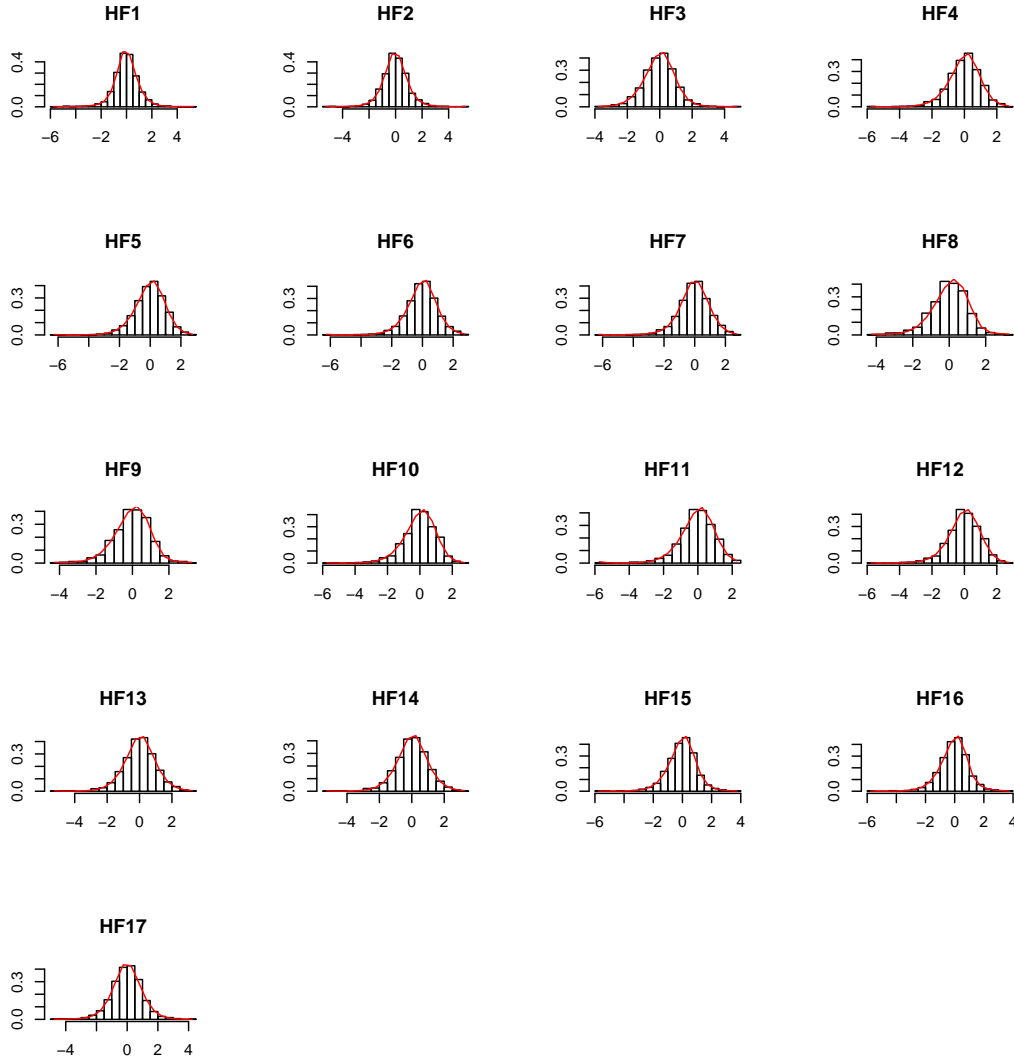 HF1 HF2 HF3 HF4
0.4 0.4 0.3 0.3
0.0 0.0 0.0 0.0
−6 −2 0 2 4 −4 0 2 4 −4 −2 0 2 4 −6 −2 0 2
HF5 HF6 HF7 HF8
0.3 0.3 0.3 0.3
0.0 0.0 0.0 0.0
−6 −2 0 2 −6 −2 0 2 −6 −2 0 2 −4 −2 0 2
HF9 HF10 HF11 HF12
0.3 0.3 0.3 0.3
0.0 0.0 0.0 0.0
−4 −2 0 2 −6 −2 0 2 −6 −2 0 2 −6 −2 0 2
HF13 HF14 HF15 HF16
0.3 0.3 0.3 0.3
0.0 0.0 0.0 0.0
−4 0 2 −4 0 2 −6 −2 0 2 4 −6 −2 0 2 4
HF17
0.3
0.0
−4 0 2 4